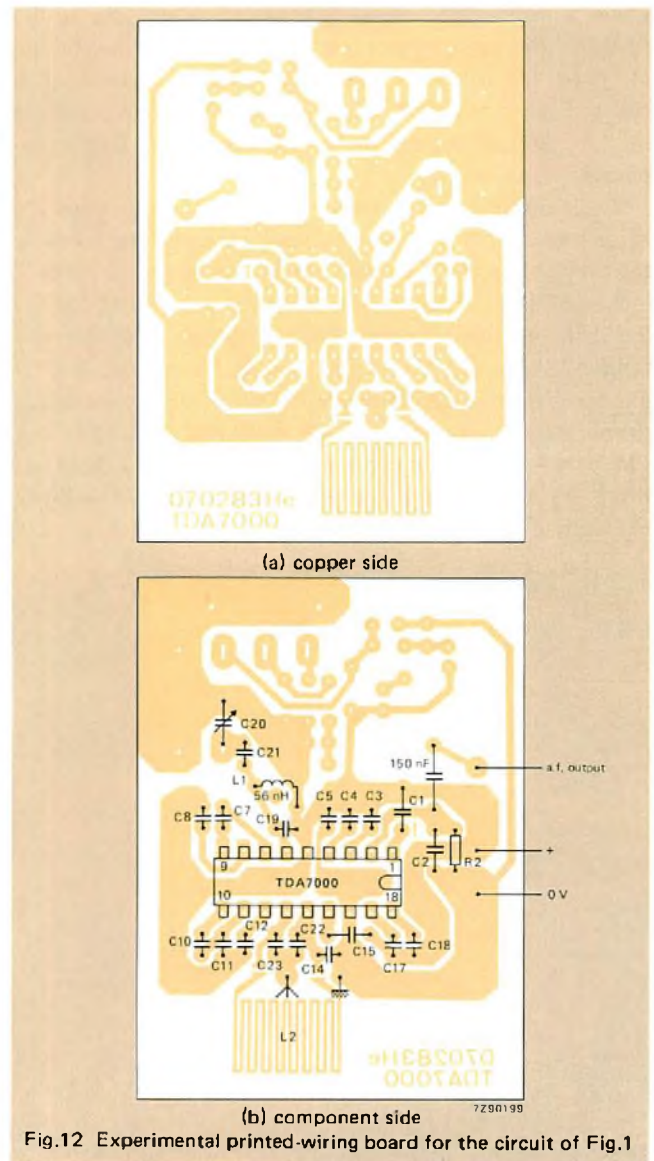 070283He
TDA7000
(a) copper side
C20
C21
L1
56 nH
150 nF
a.f. output
C8 C7 C19 C5 C4 C3 C1
C2 R2
+
0 V
9 1
TDA7000
10 18
C10 C11 C12 C23 C22 C14 C15 C17 C18
L2
070283He
TDA7000
7Z90199
(b) component side
Fig.12 Experimental printed-wiring board for the circuit of Fig.1